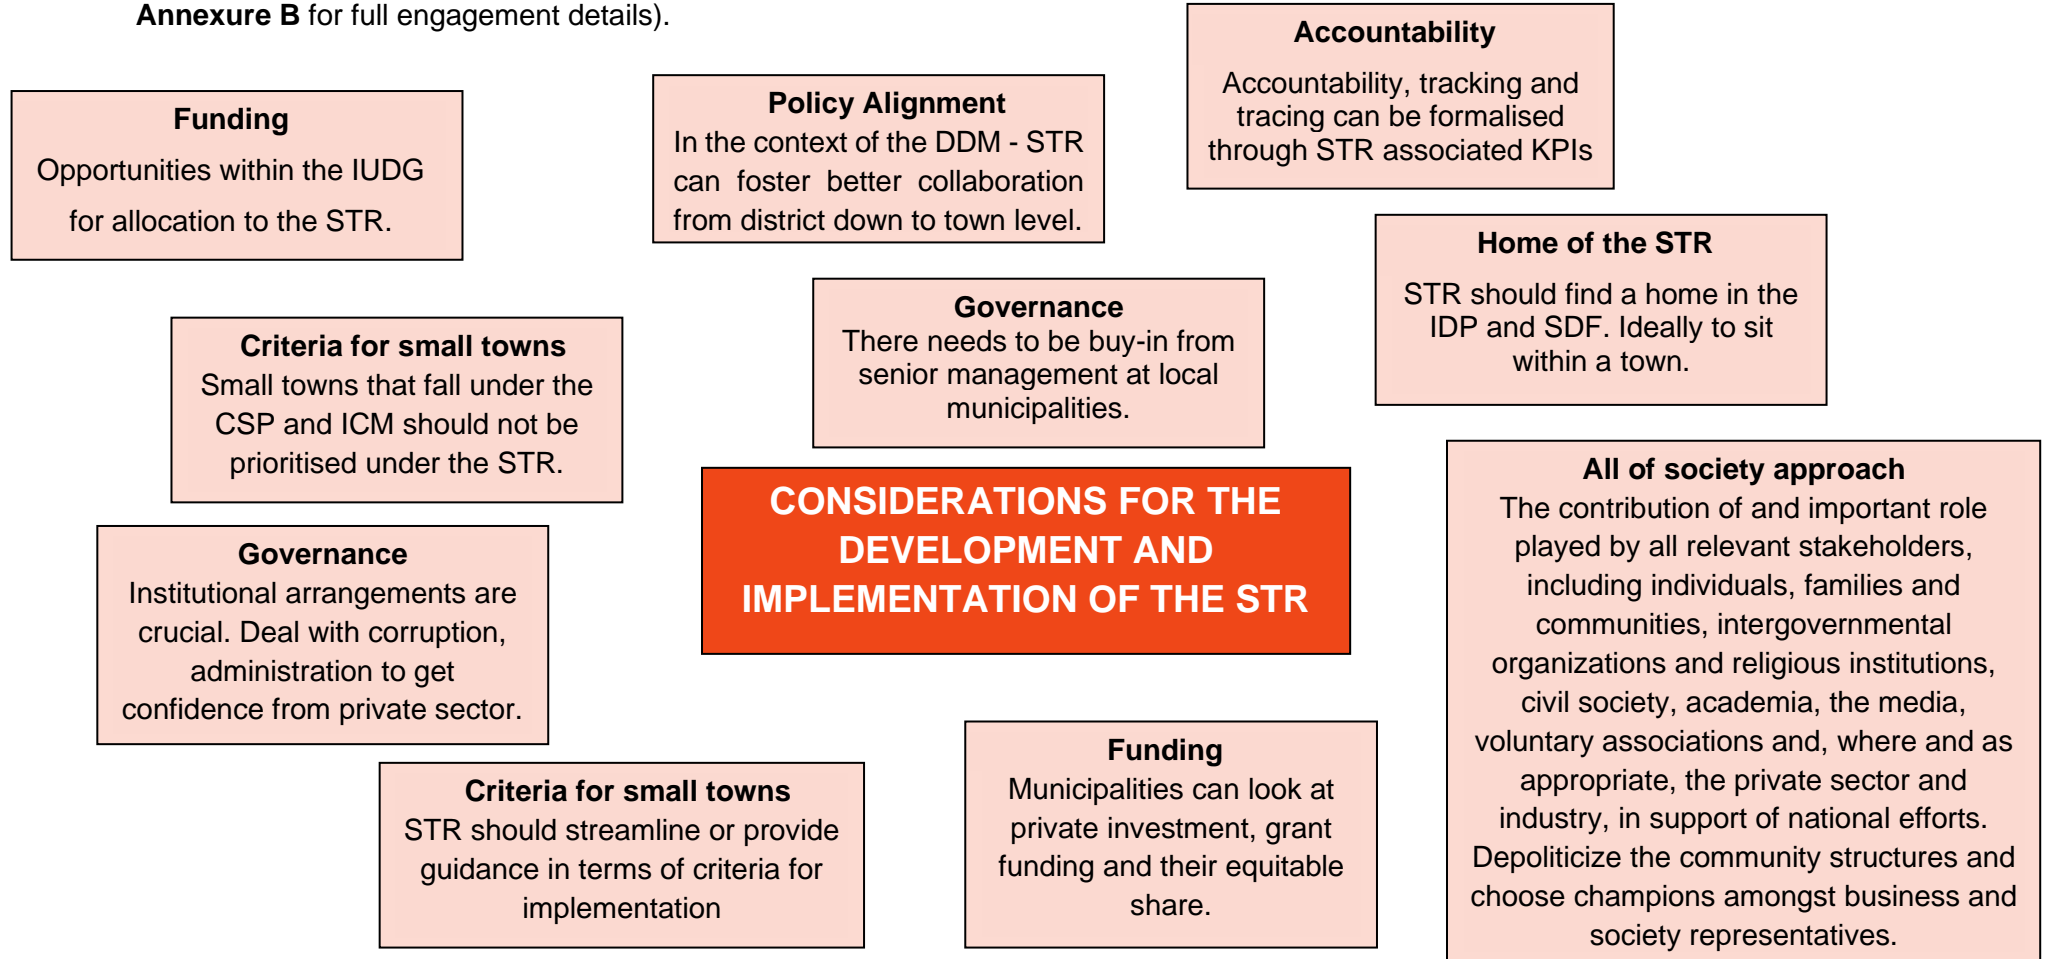 Annexure B for full engagement details).
Accountability
Accountability, tracking and
tracing can be formalised
through STR associated KPIs
Policy Alignment
In the context of the DDM - STR
can foster better collaboration
from district down to town level.
Funding
Opportunities within the IUDG
for allocation to the STR.
Home of the STR
STR should find a home in the
IDP and SDF. Ideally to sit
within a town.
Governance
There needs to be buy-in from
senior management at local
municipalities.
Criteria for small towns
Small towns that fall under the
CSP and ICM should not be
prioritised under the STR.
CONSIDERATIONS FOR THE
DEVELOPMENT AND
IMPLEMENTATION OF THE STR
All of society approach
The contribution of and important role
played by all relevant stakeholders,
including individuals, families and
communities, intergovernmental
organizations and religious institutions,
civil society, academia, the media,
voluntary associations and, where and as
appropriate, the private sector and
industry, in support of national efforts.
Depoliticize the community structures and
choose champions amongst business and
society representatives.
Governance
Institutional arrangements are
crucial. Deal with corruption,
administration to get
confidence from private sector.
Funding
Municipalities can look at
private investment, grant
funding and their equitable
share.
Criteria for small towns
STR should streamline or provide
guidance in terms of criteria for
implementation